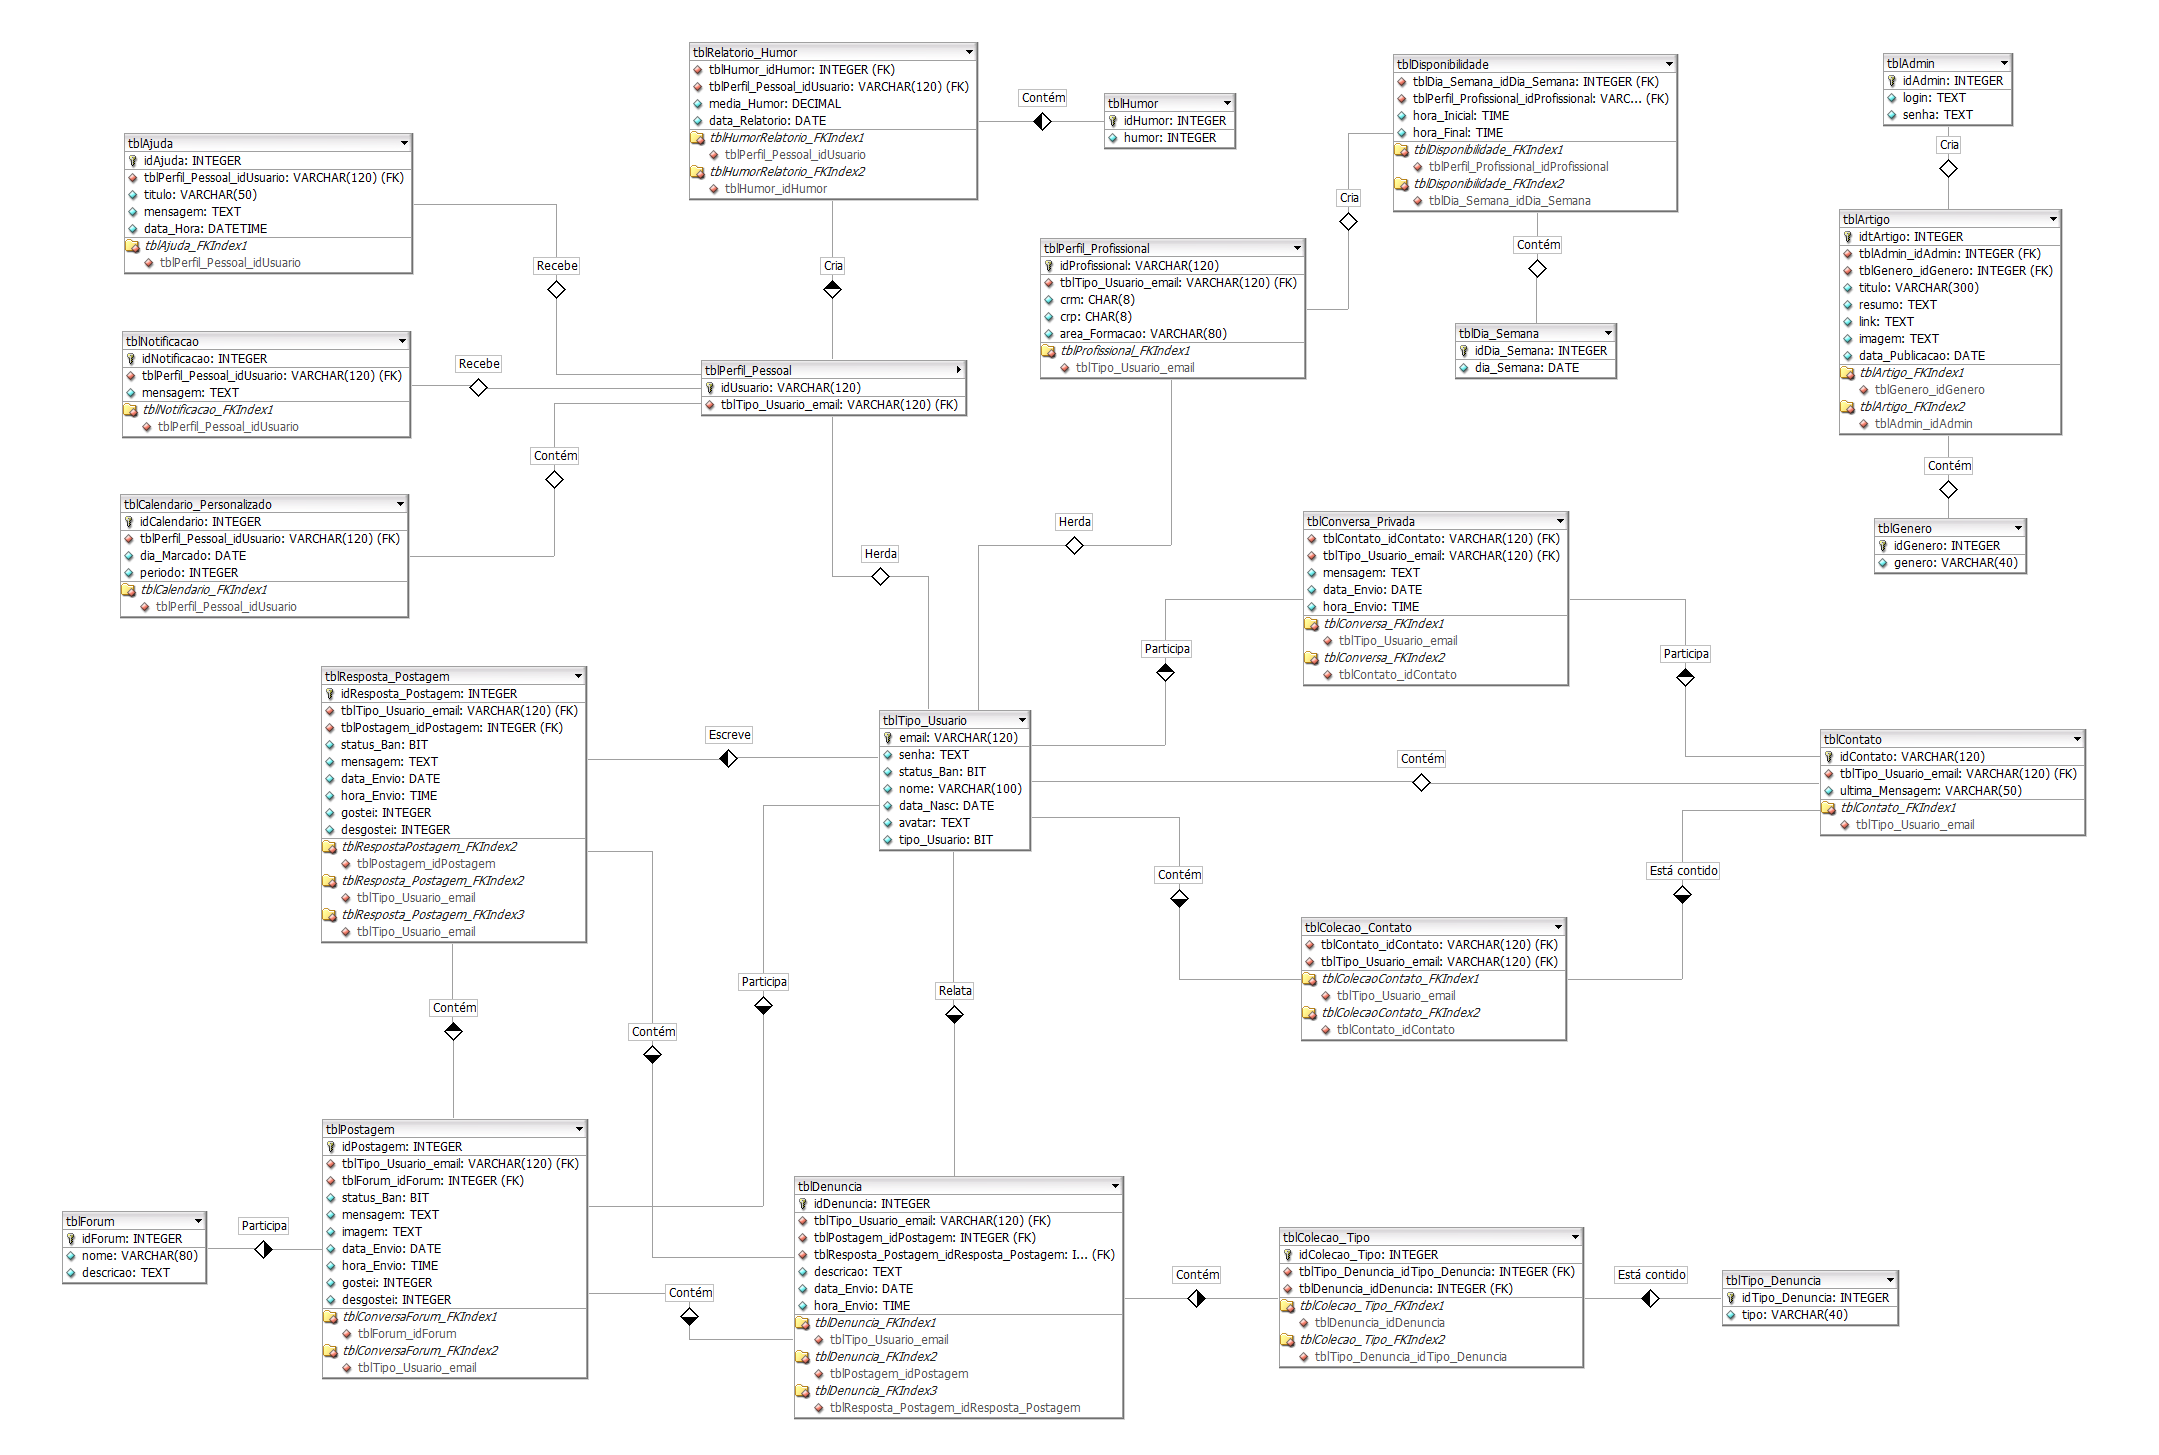 tblRelatorio_Humor
tblHumor_idHumor: INTEGER (FK)
tblPerfil_Pessoal_idUsuario: VARCHAR(120) (FK)
media_Humor: DECIMAL
data_Relatorio: DATE
tblHumorRelatorio_FKIndex1
tblPerfil_Pessoal_idUsuario
tblHumorRelatorio_FKIndex2
tblHumor_idHumor
Contém
tblHumor
idHumor: INTEGER
humor: INTEGER
tblDisponibilidade
tblDia_Semana_idDia_Semana: INTEGER (FK)
tblPerfil_Profissional_idProfissional: VARC... (FK)
hora_Inicial: TIME
hora_Final: TIME
tblDisponibilidade_FKIndex1
tblPerfil_Profissional_idProfissional
tblDisponibilidade_FKIndex2
tblDia_Semana_idDia_Semana
tblAdmin
idAdmin: INTEGER
login: TEXT
senha: TEXT
Cria
tblAjuda
idAjuda: INTEGER
tblPerfil_Pessoal_idUsuario: VARCHAR(120) (FK)
titulo: VARCHAR(50)
mensagem: TEXT
data_Hora: DATETIME
tblAjuda_FKIndex1
tblPerfil_Pessoal_idUsuario
Recebe
Cria
tblPerfil_Profissional
idProfissional: VARCHAR(120)
tblTipo_Usuario_email: VARCHAR(120) (FK)
crm: CHAR(8)
crp: CHAR(8)
area_Formacao: VARCHAR(80)
tblProfissional_FKIndex1
tblTipo_Usuario_email
Cria
Contém
tblDia_Semana
idDia_Semana: INTEGER
dia_Semana: DATE
tblArtigo
idtArtigo: INTEGER
tblAdmin_idAdmin: INTEGER (FK)
tblGenero_idGenero: INTEGER (FK)
titulo: VARCHAR(300)
resumo: TEXT
link: TEXT
imagem: TEXT
data_Publicacao: DATE
tblArtigo_FKIndex1
tblGenero_idGenero
tblArtigo_FKIndex2
tblAdmin_idAdmin
Contém
tblGenero
idGenero: INTEGER
genero: VARCHAR(40)
tblNotificacao
idNotificacao: INTEGER
tblPerfil_Pessoal_idUsuario: VARCHAR(120) (FK)
mensagem: TEXT
tblNotificacao_FKIndex1
tblPerfil_Pessoal_idUsuario
Recebe
tblPerfil_Pessoal
idUsuario: VARCHAR(120)
tblTipo_Usuario_email: VARCHAR(120) (FK)
Contém
tblCalendario_Personalizado
idCalendario: INTEGER
tblPerfil_Pessoal_idUsuario: VARCHAR(120) (FK)
dia_Marcado: DATE
periodo: INTEGER
tblCalendario_FKIndex1
tblPerfil_Pessoal_idUsuario
Herda
Herda
tblConversa_Privada
tblContato_idContato: VARCHAR(120) (FK)
tblTipo_Usuario_email: VARCHAR(120) (FK)
mensagem: TEXT
data_Envio: DATE
hora_Envio: TIME
tblConversa_FKIndex1
tblTipo_Usuario_email
tblConversa_FKIndex2
tblContato_idContato
Participa
Participa
tblResposta_Postagem
idResposta_Postagem: INTEGER
tblTipo_Usuario_email: VARCHAR(120) (FK)
tblPostagem_idPostagem: INTEGER (FK)
status_Ban: BIT
mensagem: TEXT
data_Envio: DATE
hora_Envio: TIME
gostei: INTEGER
desgostei: INTEGER
tblRespostaPostagem_FKIndex2
tblPostagem_idPostagem
tblResposta_Postagem_FKIndex2
tblTipo_Usuario_email
tblResposta_Postagem_FKIndex3
tblTipo_Usuario_email
Escreve
tblTipo_Usuario
email: VARCHAR(120)
senha: TEXT
status_Ban: BIT
nome: VARCHAR(100)
data_Nasc: DATE
avatar: TEXT
tipo_Usuario: BIT
Contém
tblContato
idContato: VARCHAR(120)
tblTipo_Usuario_email: VARCHAR(120) (FK)
ultima_Mensagem: VARCHAR(50)
tblContato_FKIndex1
tblTipo_Usuario_email
Contém
Está contido
tblColecao_Contato
tblContato_idContato: VARCHAR(120) (FK)
tblTipo_Usuario_email: VARCHAR(120) (FK)
tblColecaoContato_FKIndex1
tblTipo_Usuario_email
tblColecaoContato_FKIndex2
tblContato_idContato
Contém
Contém
Participa
Relata
tblForum
idForum: INTEGER
nome: VARCHAR(80)
descricao: TEXT
Participa
tblPostagem
idPostagem: INTEGER
tblTipo_Usuario_email: VARCHAR(120) (FK)
tblForum_idForum: INTEGER (FK)
status_Ban: BIT
mensagem: TEXT
imagem: TEXT
data_Envio: DATE
hora_Envio: TIME
gostei: INTEGER
desgostei: INTEGER
tblConversaForum_FKIndex1
tblForum_idForum
tblConversaForum_FKIndex2
tblTipo_Usuario_email
Contém
tblDenuncia
idDenuncia: INTEGER
tblTipo_Usuario_email: VARCHAR(120) (FK)
tblPostagem_idPostagem: INTEGER (FK)
tblResposta_Postagem_idResposta_Postagem: I... (FK)
descricao: TEXT
data_Envio: DATE
hora_Envio: TIME
tblDenuncia_FKIndex1
tblTipo_Usuario_email
tblDenuncia_FKIndex2
tblPostagem_idPostagem
tblDenuncia_FKIndex3
tblResposta_Postagem_idResposta_Postagem
Contém
tblColecao_Tipo
idColecao_Tipo: INTEGER
tblTipo_Denuncia_idTipo_Denuncia: INTEGER (FK)
tblDenuncia_idDenuncia: INTEGER (FK)
tblColecao_Tipo_FKIndex1
tblDenuncia_idDenuncia
tblColecao_Tipo_FKIndex2
tblTipo_Denuncia_idTipo_Denuncia
Está contido
tblTipo_Denuncia
idTipo_Denuncia: INTEGER
tipo: VARCHAR(40)